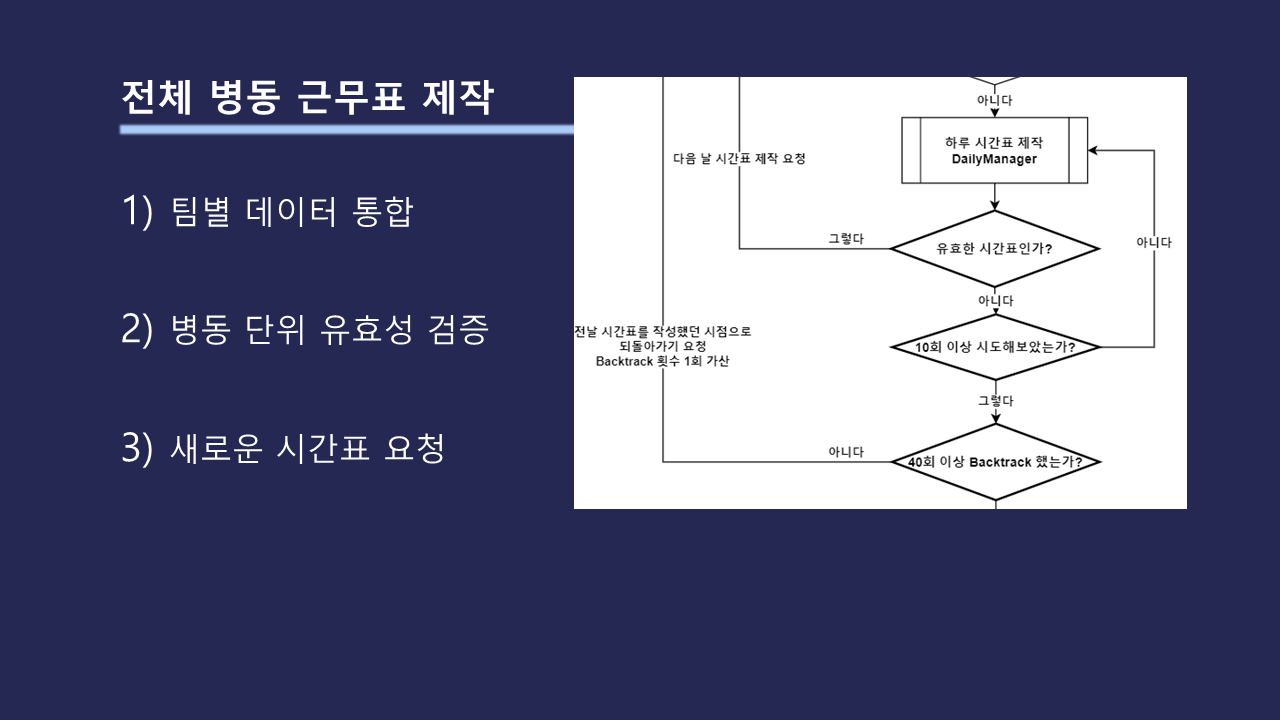 전체 병동 근무표 제작
1) 팀별 데이터 통합
2) 병동 단위 유효성 검증
3) 새로운 시간표 요청
아니다
하루 시간표 제작
DailyManager
다음 날 시간표 제작 요청
그렇다
유효한 시간표인가?
아니다
아니다
전날 시간표를 작성했던 시점으로
되돌아가기 요청
Backtrack 횟수 1회 가산
10회 이상 시도해보았는가?
그렇다
아니다
40회 이상 Backtrack 했는가?